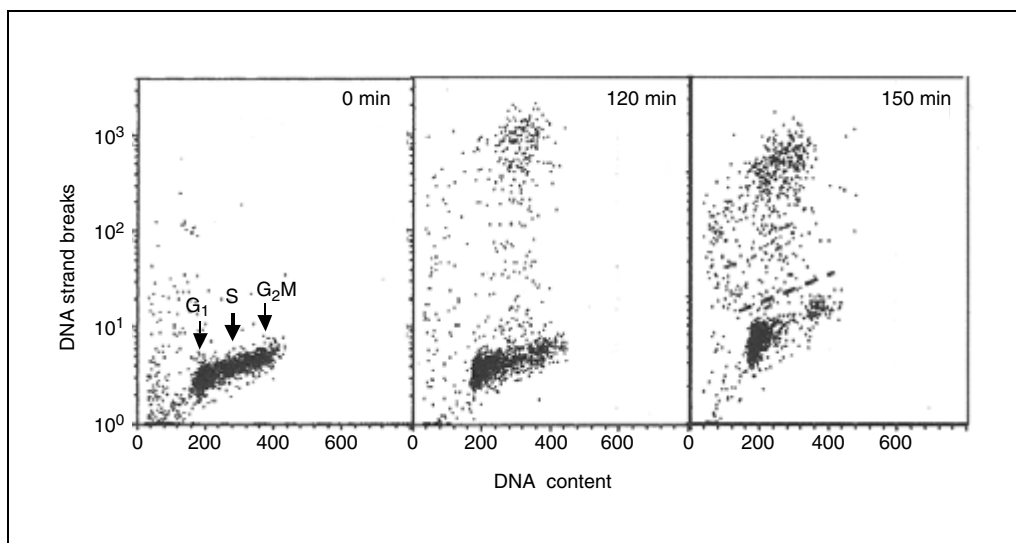 0 min
120 min
150 min
DNA strand breaks
10³
10²
10¹
10⁰
G₁
S
G₂M
0 200 400 600
0 200 400 600
0 200 400 600
DNA content